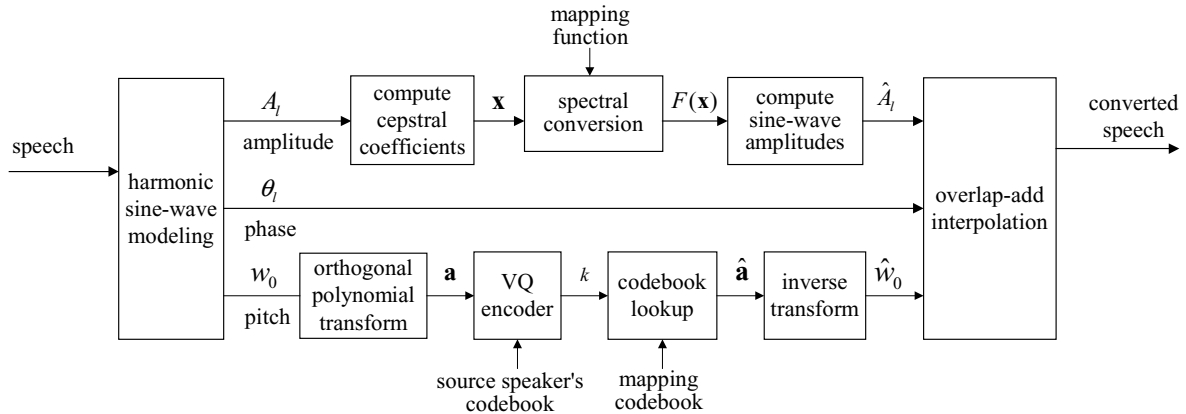 mapping
function
speech
harmonic
sine-wave
modeling
A_l
amplitude
compute
cepstral
coefficients
x
spectral
conversion
F(x)
compute
sine-wave
amplitudes
Â_l
overlap-add
interpolation
converted
speech
θ_l
phase
w_0
pitch
orthogonal
polynomial
transform
a
VQ
encoder
k
codebook
lookup
â
inverse
transform
ŵ_0
source speaker's
codebook
mapping
codebook